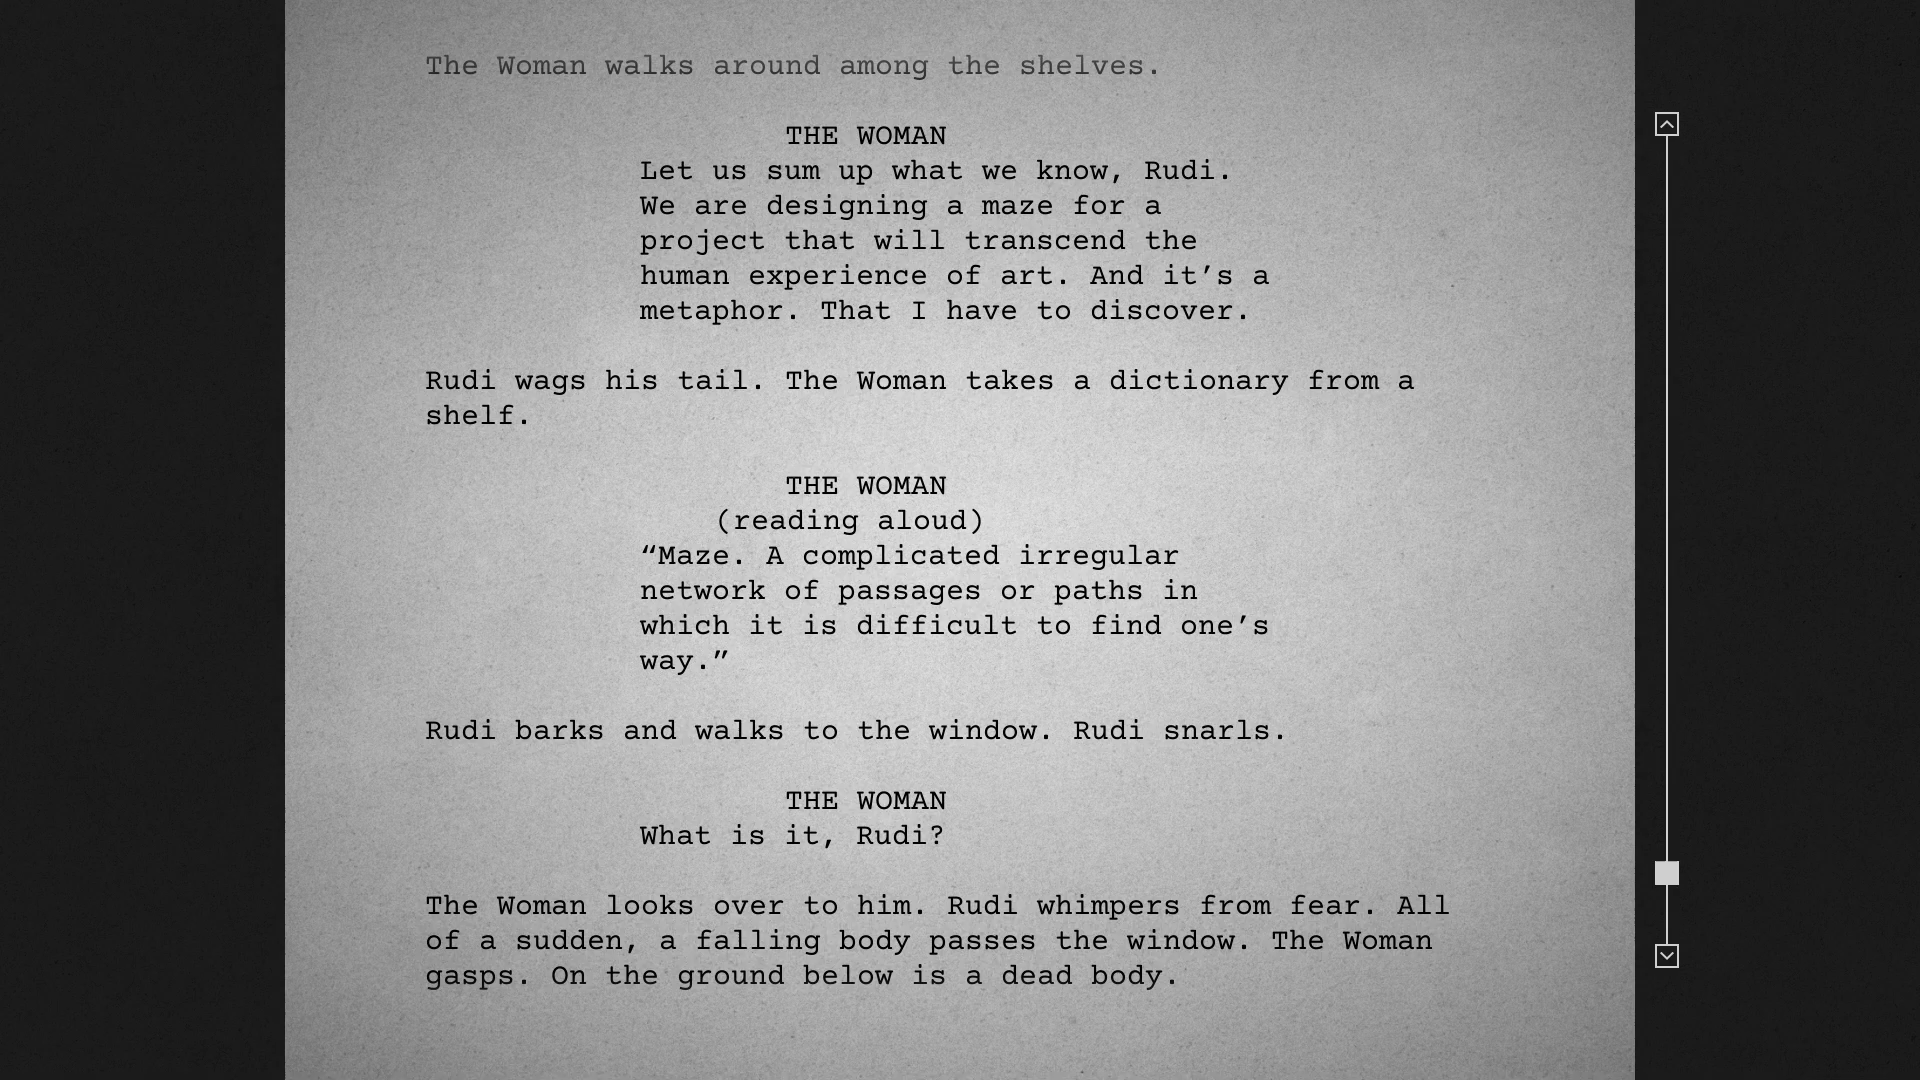 The Woman walks around among the shelves.
THE WOMAN
Let us sum up what we know, Rudi.
We are designing a maze for a
project that will transcend the
human experience of art. And it’s a
metaphor. That I have to discover.
Rudi wags his tail. The Woman takes a dictionary from a
shelf.
THE WOMAN
(reading aloud)
“Maze. A complicated irregular
network of passages or paths in
which it is difficult to find one’s
way.”
Rudi barks and walks to the window. Rudi snarls.
THE WOMAN
What is it, Rudi?
The Woman looks over to him. Rudi whimpers from fear. All
of a sudden, a falling body passes the window. The Woman
gasps. On the ground below is a dead body.